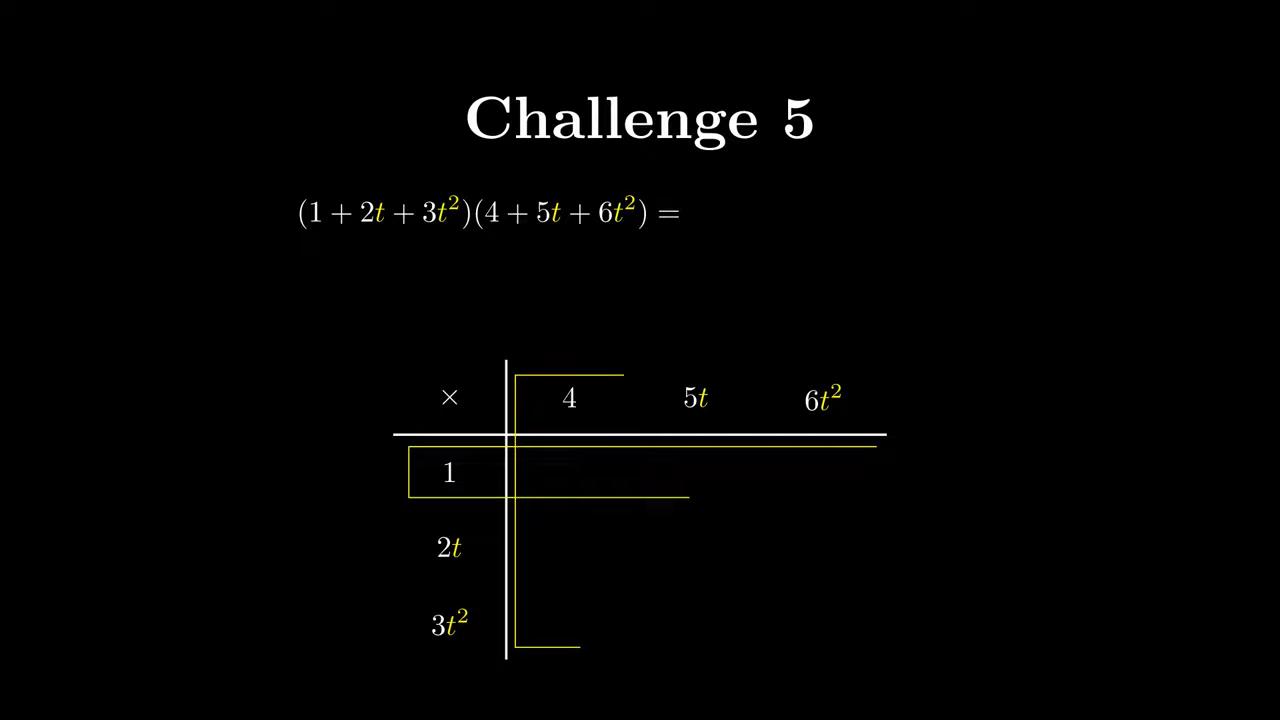 Challenge 5
(1 + 2t + 3t²)(4 + 5t + 6t²) =
× 4 5t 6t²
1
2t
3t²